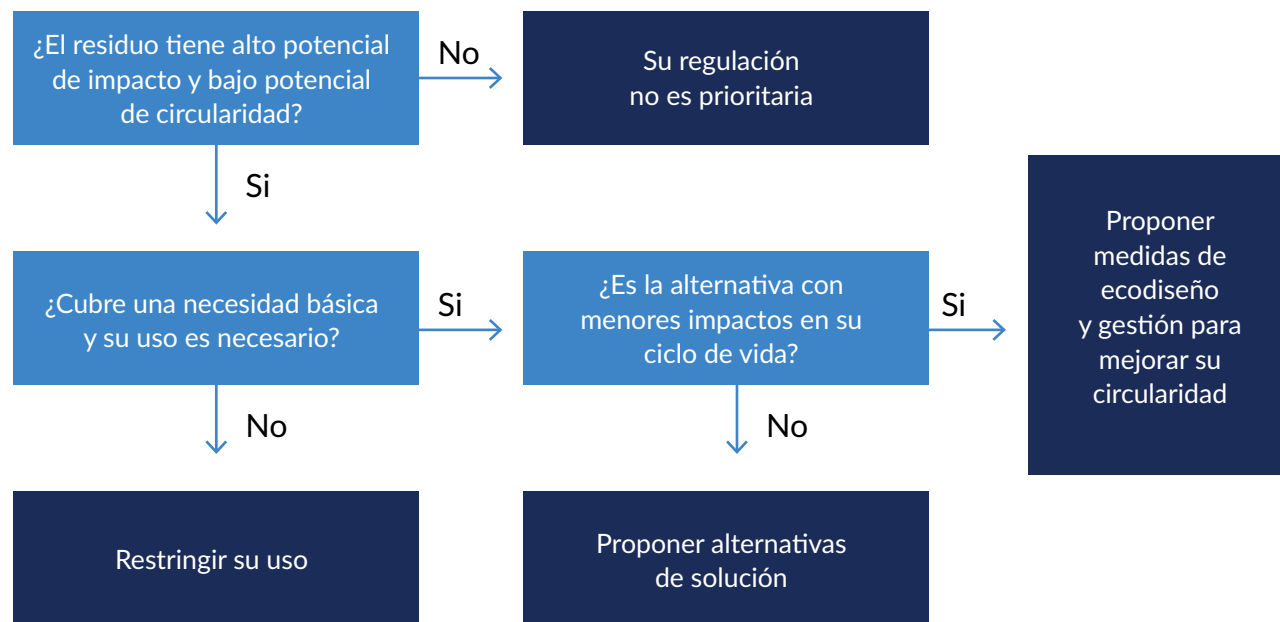 ¿El residuo tiene alto potencial
de impacto y bajo potencial
de circularidad?
No
Su regulación
no es prioritaria
Si
¿Cubre una necesidad básica
y su uso es necesario?
Si
¿Es la alternativa con
menores impactos en su
ciclo de vida?
Si
Proponer
medidas de
ecodiseño
y gestión para
mejorar su
circularidad
No
No
Restringir su uso
Proponer alternativas
de solución